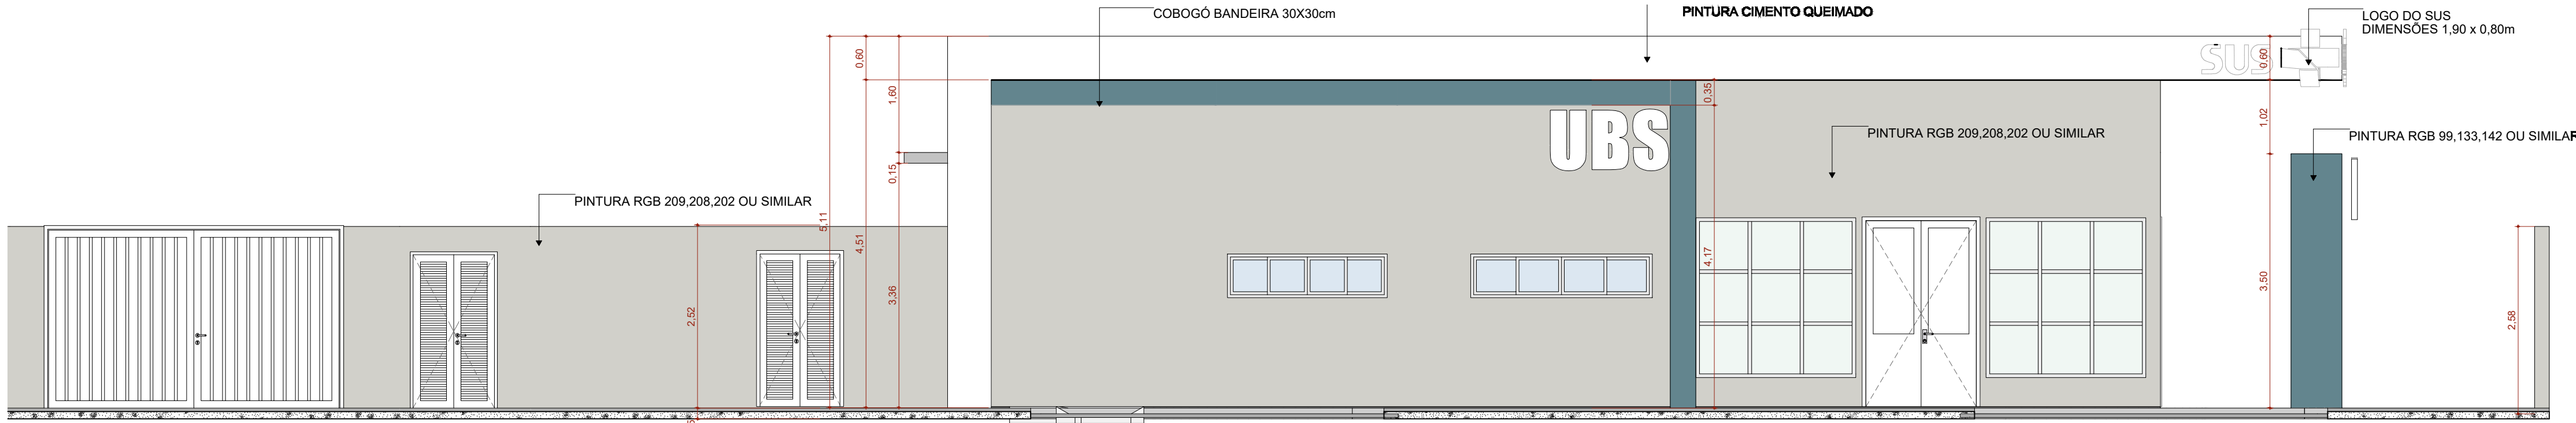 COBOGÓ BANDEIRA 30X30cm
PINTURA CIMENTO QUEIMADO
LOGO DO SUS
DIMENSÕES 1,90 x 0,80m
SUS
0,60
1,60
0,60
0,35
1,02
UBS
PINTURA RGB 209,208,202 OU SIMILAR
PINTURA RGB 99,133,142 OU SIMILAR
0,15
PINTURA RGB 209,208,202 OU SIMILAR
5,11
4,51
3,36
4,17
3,50
2,52
2,58